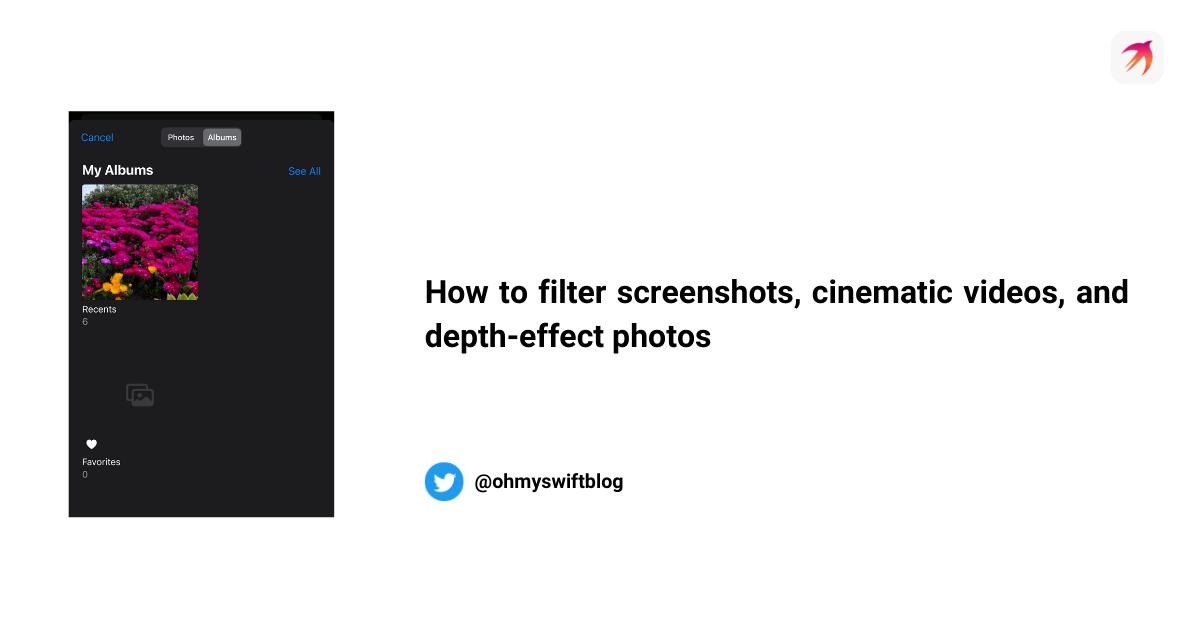 Cancel
Photos
Albums
My Albums
See All
Recents
6
Favorites
0
How to filter screenshots, cinematic videos, and
depth-effect photos
@ohmyswiftblog